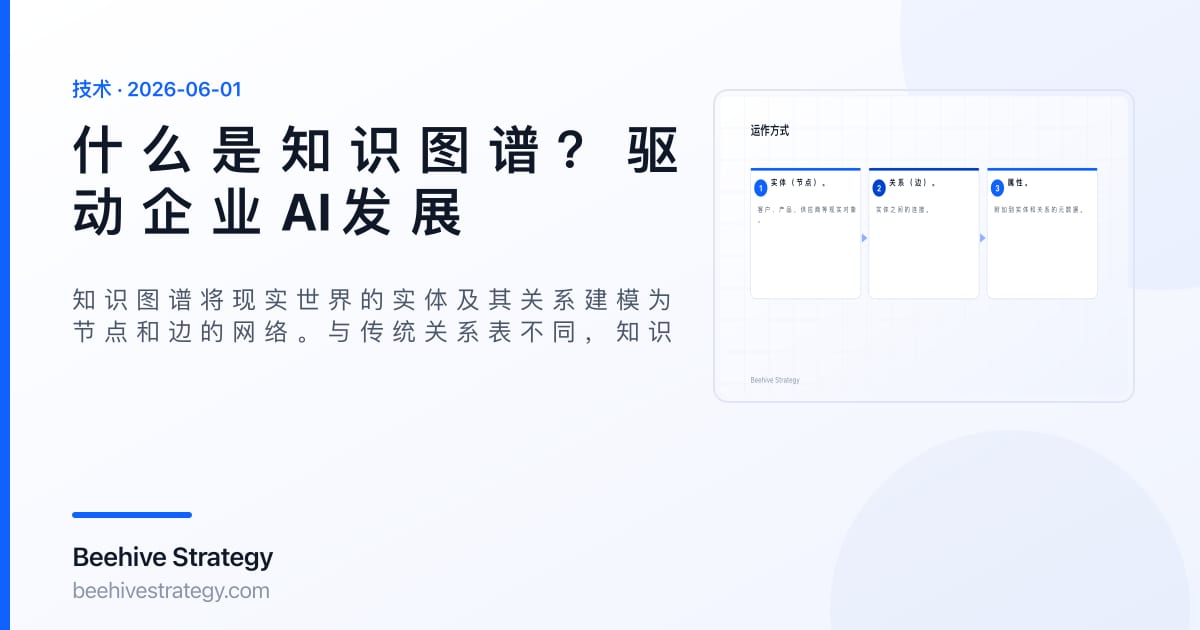 技术 · 2026-06-01
什么是知识图谱？驱
动企业AI发展
知识图谱将现实世界的实体及其关系建模为
节点和边的网络。与传统关系表不同，知识
Beehive Strategy
beehivestrategy.com
运作方式
1 实体（节点）。
客户、产品、供应商等现实对象
。
2 关系（边）。
实体之间的连接。
3 属性。
附加到实体和关系的元数据。
Beehive Strategy